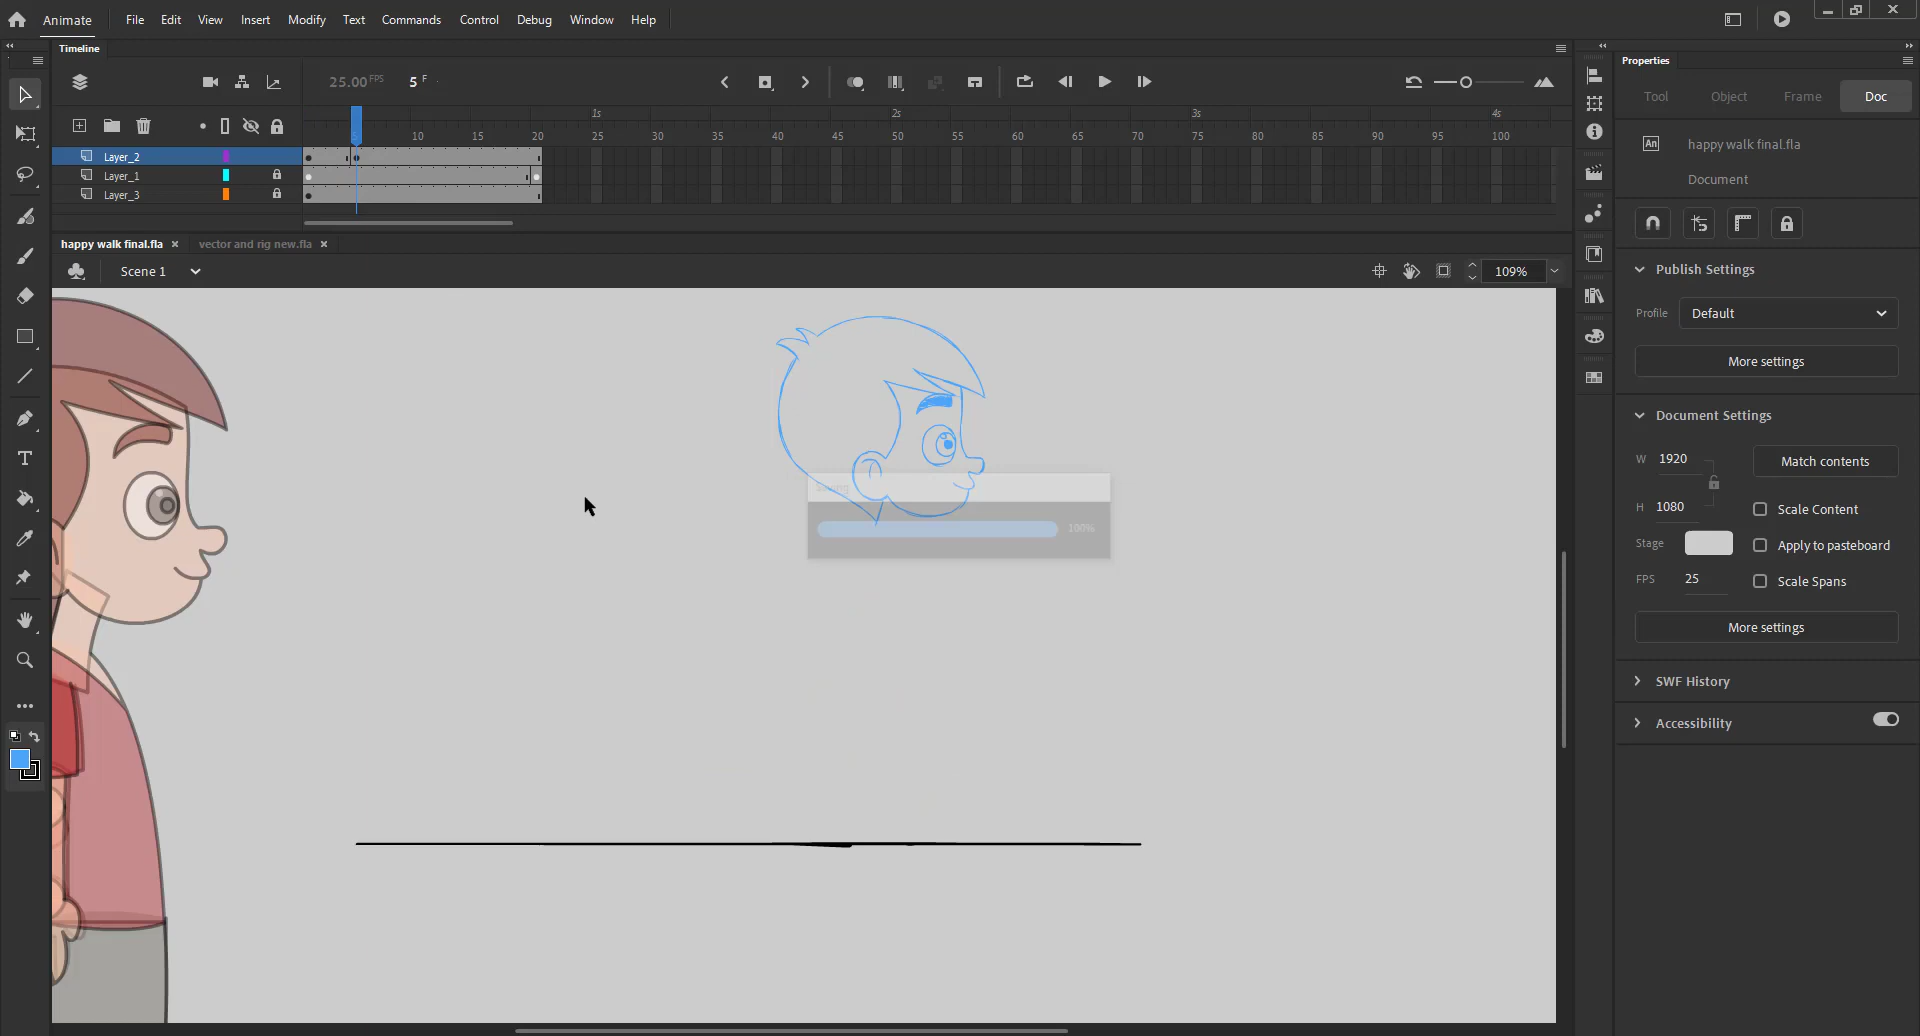 Animate File Edit View Insert Modify Text Commands Control Debug Window Help
Timeline
Properties
25.00 FPS 5 F
Tool Object Frame Doc
1s 2s 3s 4s
5 10 15 20 25 30 35 40 45 50 55 60 65 70 75 80 85 90 95 100
Layer_2
Layer_1
Layer_3
An happy walk final.fla
Document
happy walk final.fla × vector and rig new.fla ×
Scene 1
109%
Publish Settings
Profile Default
More settings
Document Settings
W 1920 Match contents
H 1080 Scale Content
Stage Apply to pasteboard
FPS 25 Scale Spans
More settings
SWF History
Accessibility
Saving
100%
T